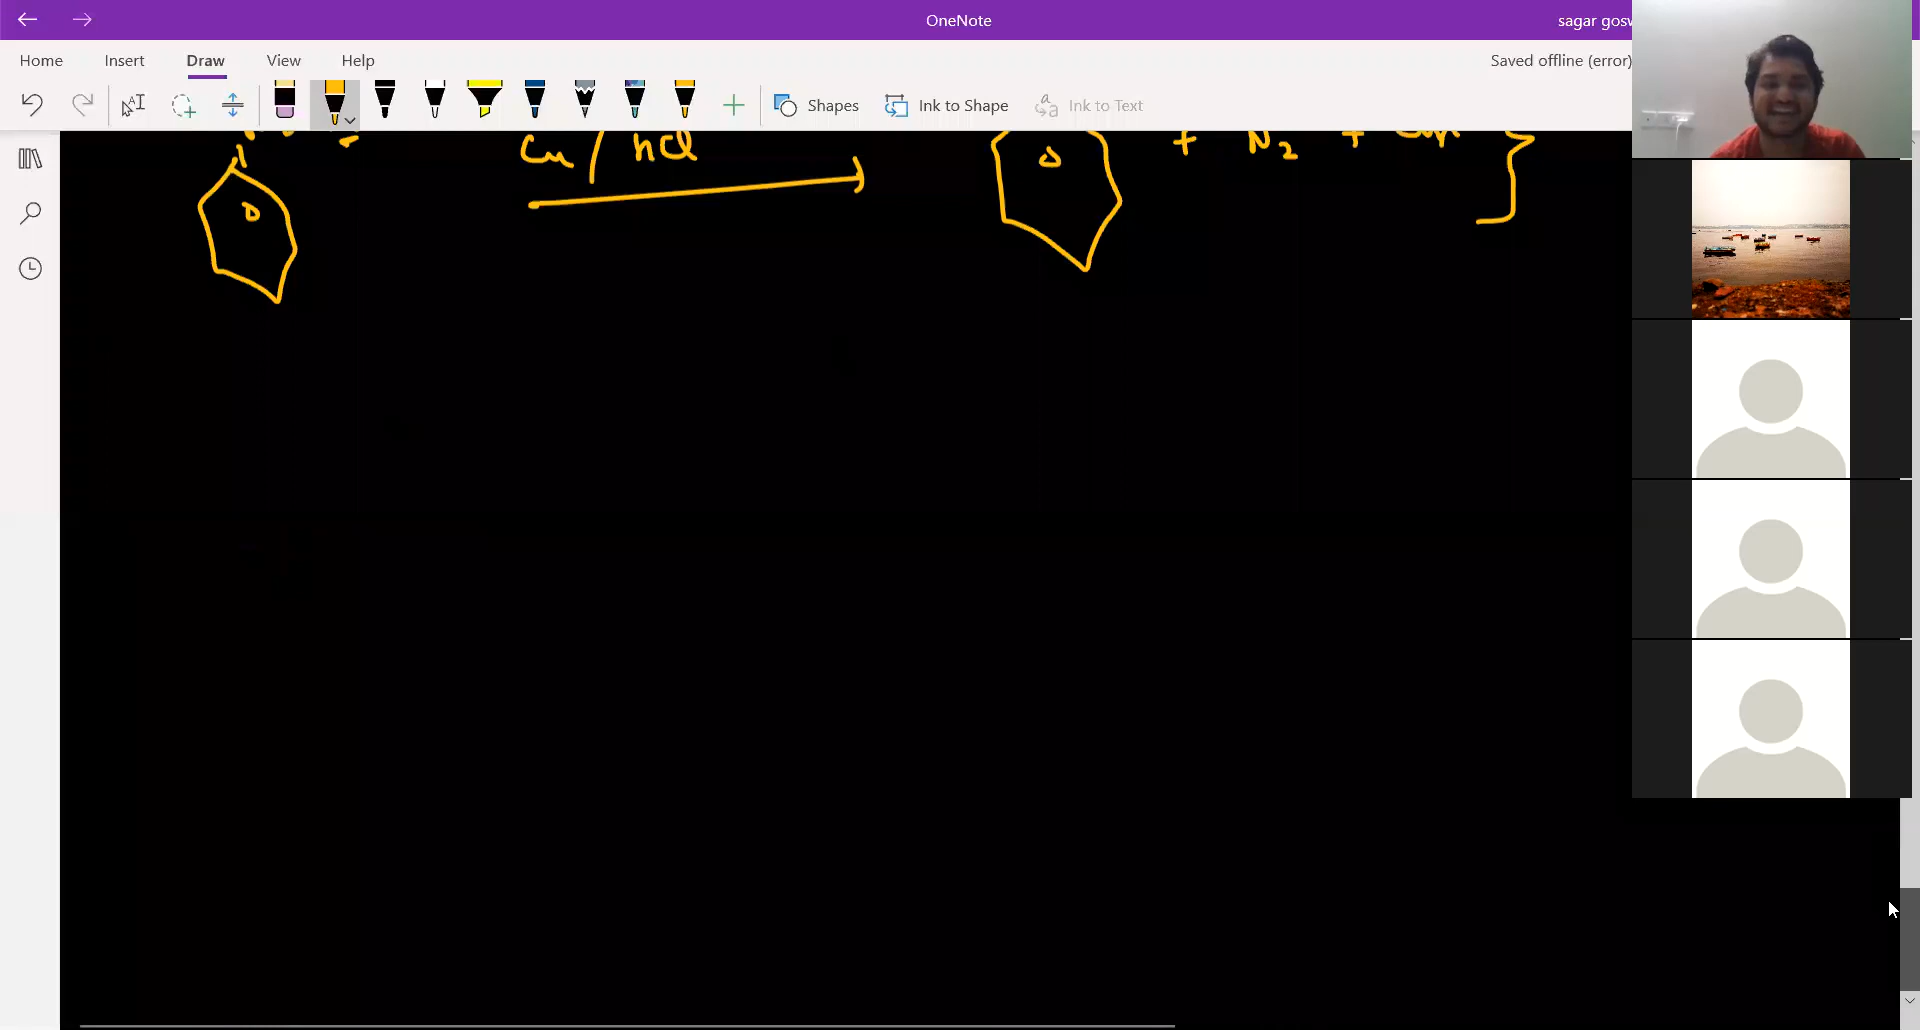 OneNote
sagar gosw
Home Insert Draw View Help
Saved offline (error)
Shapes Ink to Shape Ink to Text
Cu / HCl
+ N2 +